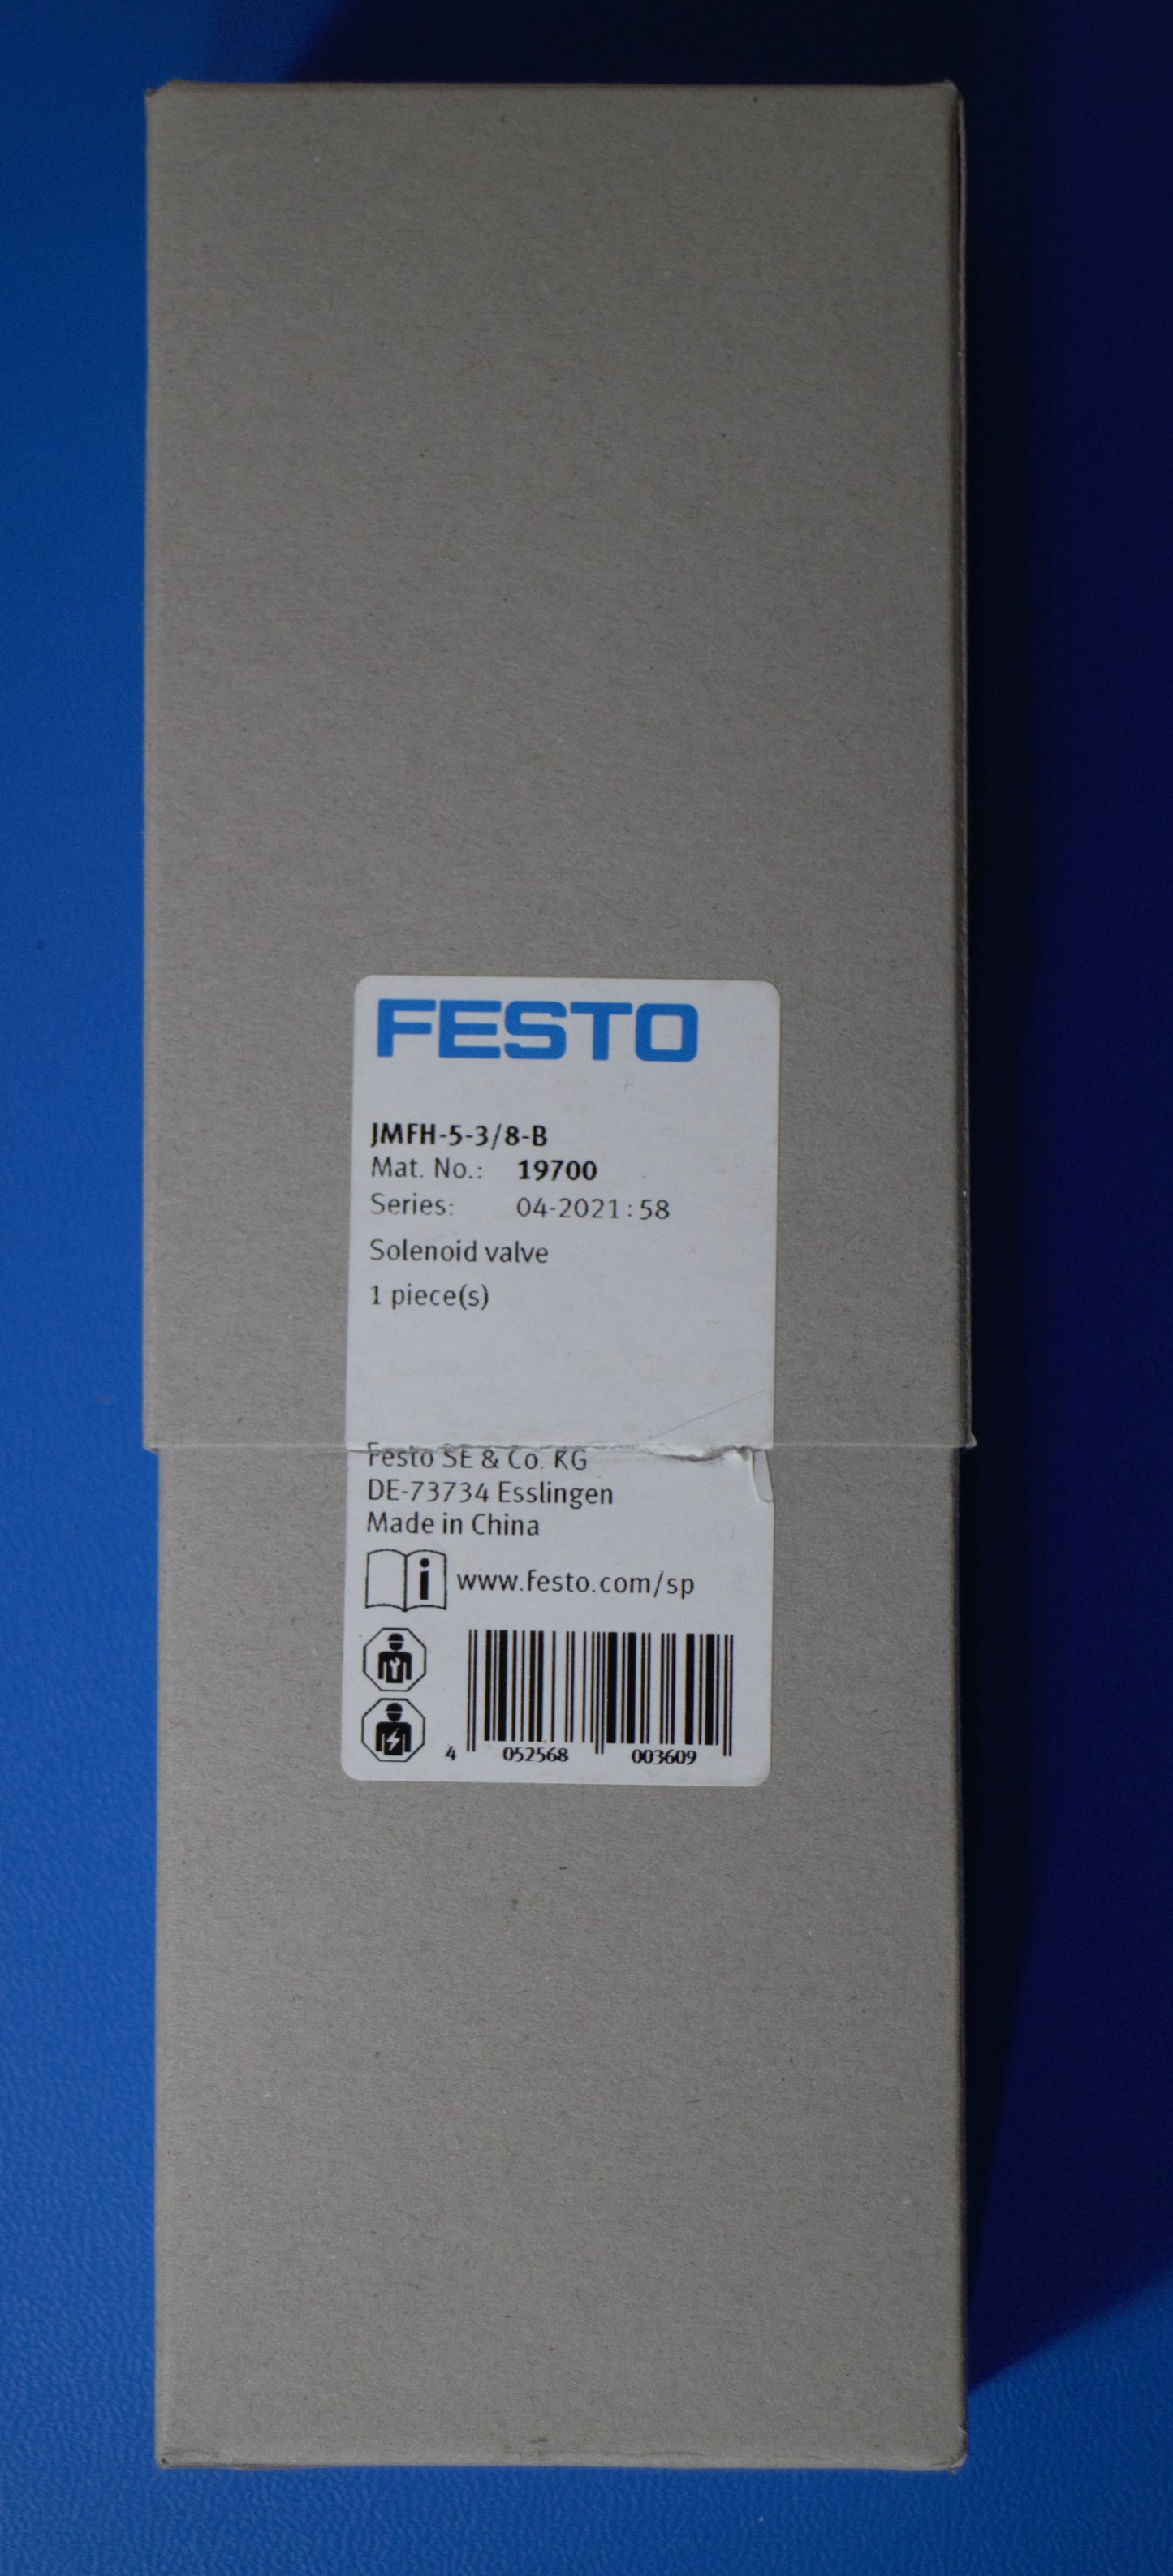 FESTO
JMFH-5-3/8-B
Mat. No.: 19700
Series: 04-2021:58
Solenoid valve
1 piece(s)
Festo SE & Co. KG
DE-73734 Esslingen
Made in China
i www.festo.com/sp
4 052568 003609